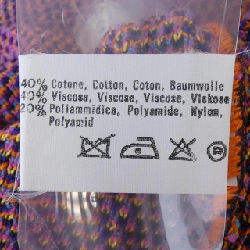 40% Cotone, Cotton, Coton, Baumwolle
40% Viscosa, Viscose, Viscose, Viskose
20% Poliammidica, Polyamide, Nylon,
Polyamid
P